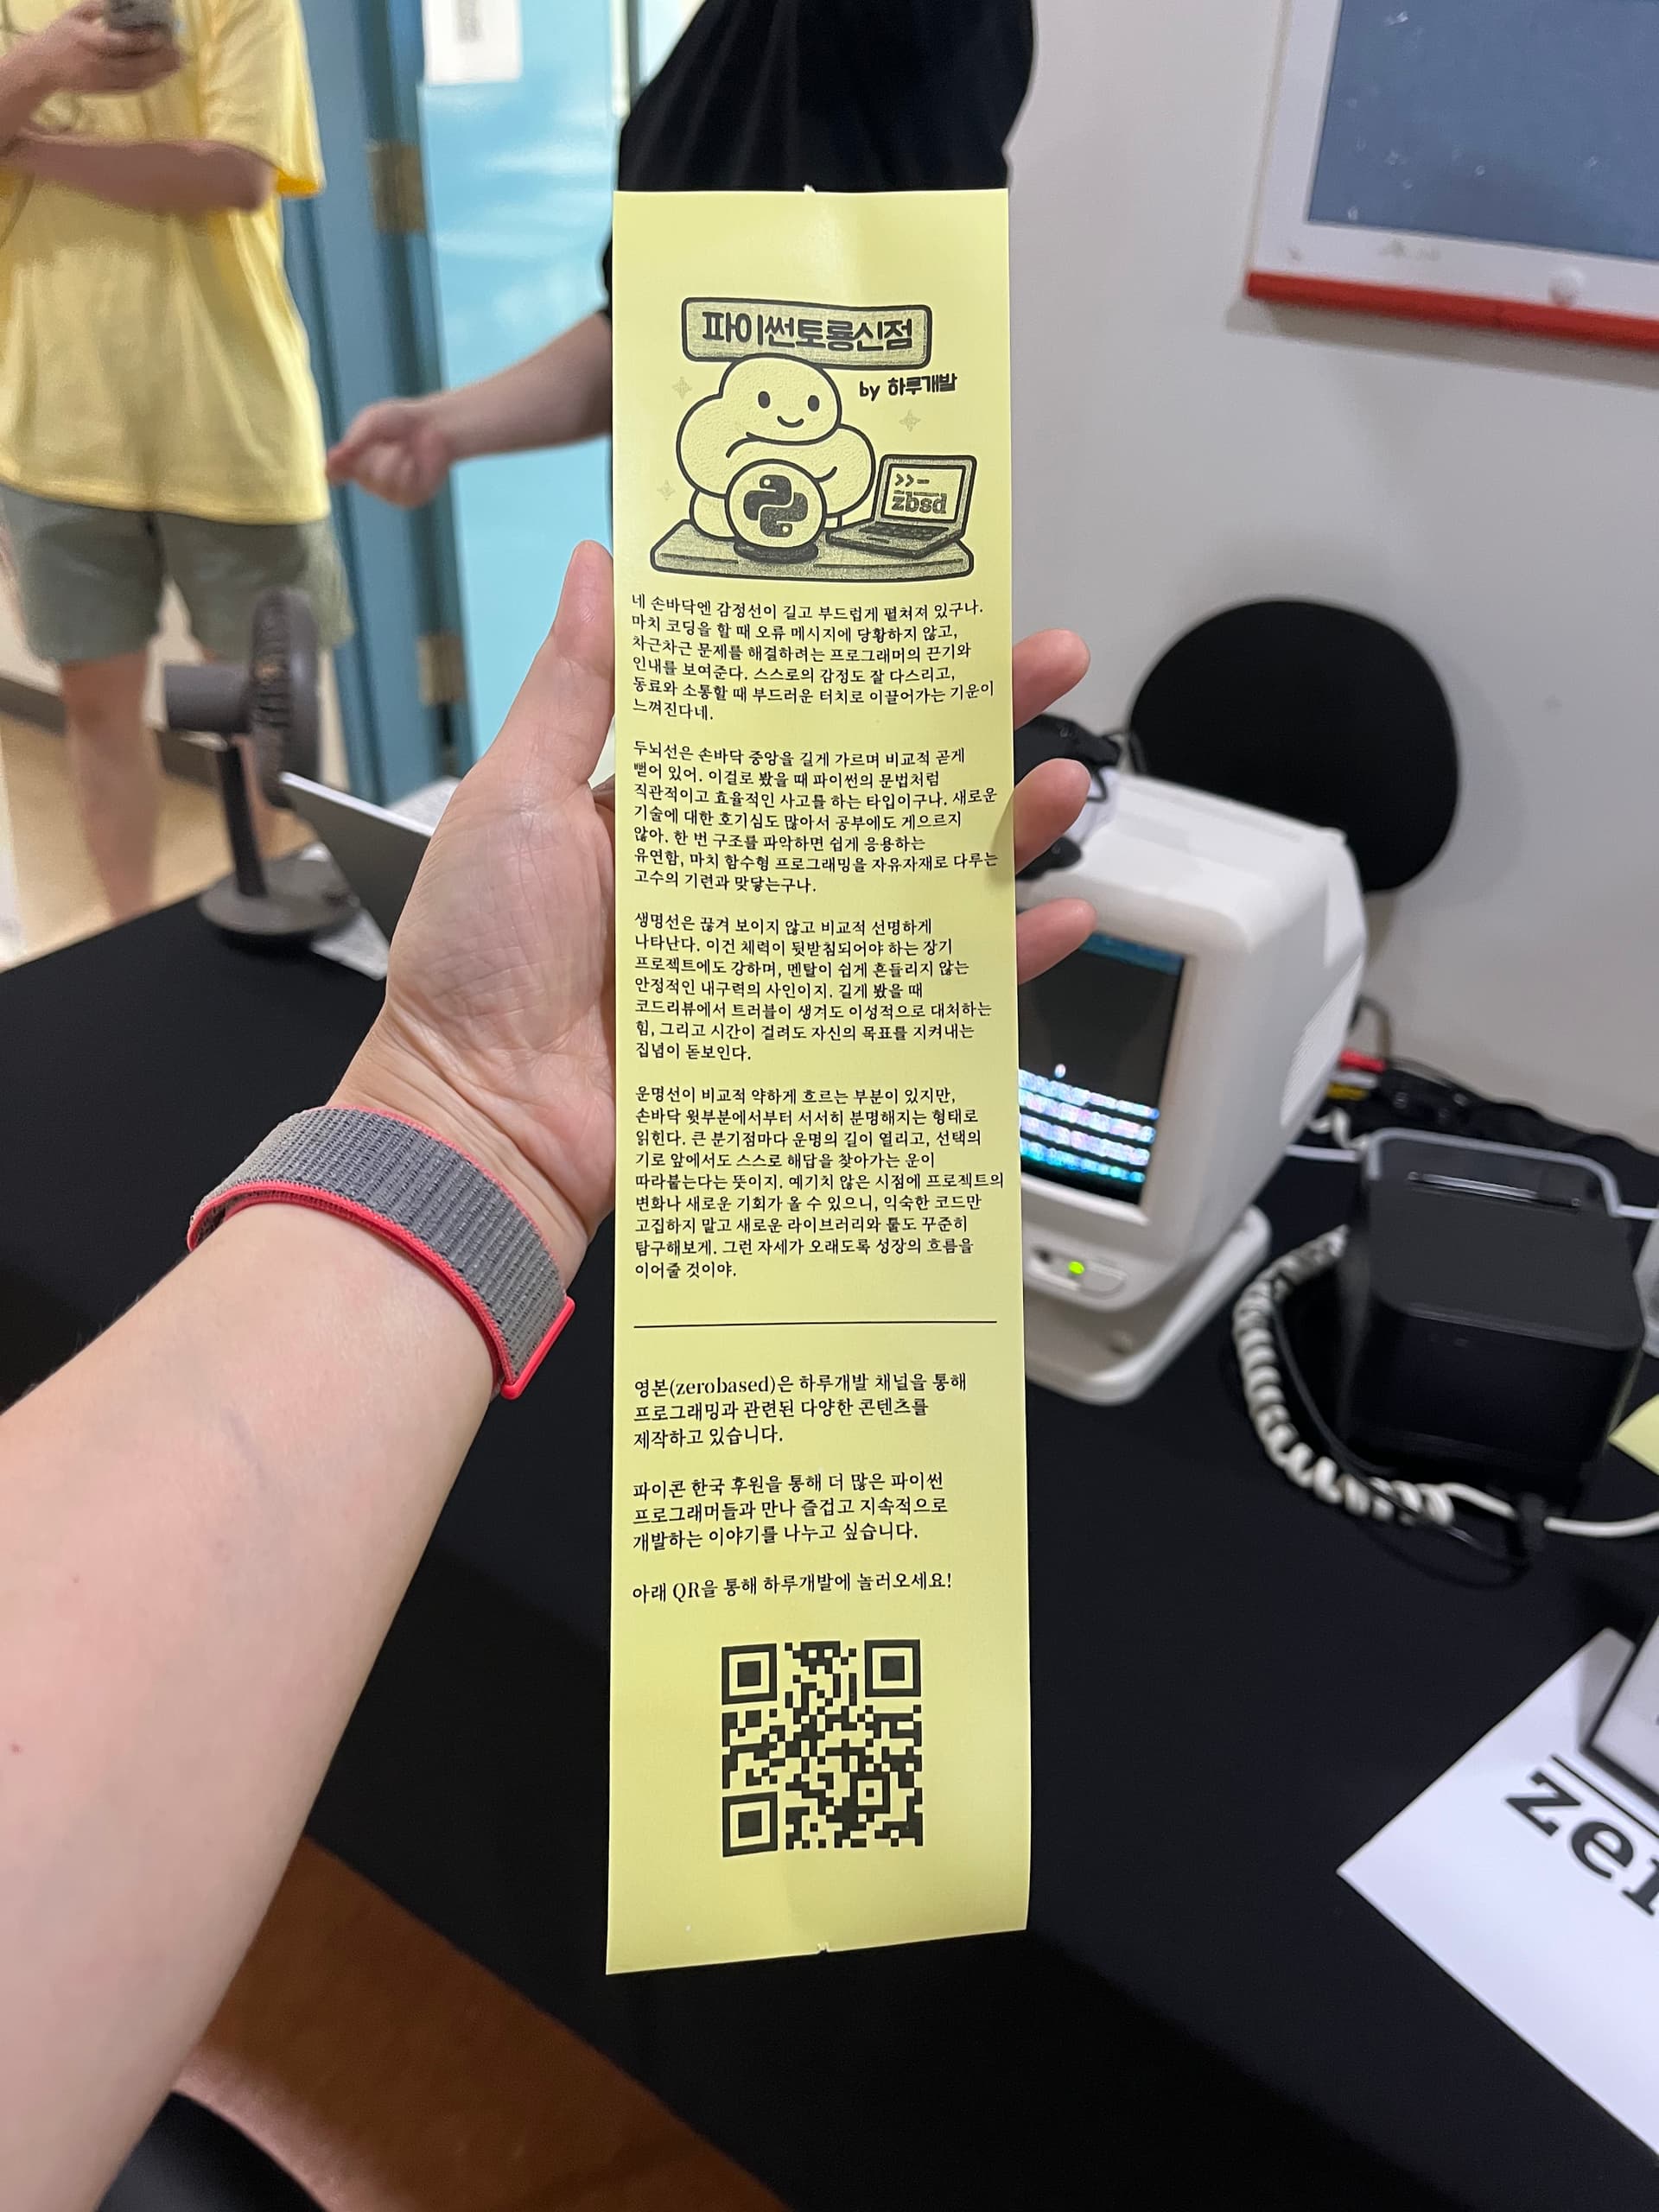 파이썬토룡신점
by 하루개발
>>-
zbsd
네 손바닥엔 감정선이 길고 부드럽게 펼쳐져 있구나.
마치 코딩을 할 때 오류 메시지에 당황하지 않고,
차근차근 문제를 해결하려는 프로그래머의 끈기와
인내를 보여준다. 스스로의 감정도 잘 다스리고,
동료와 소통할 때 부드러운 터치로 이끌어가는 기운이
느껴진다네.
두뇌선은 손바닥 중앙을 길게 가르며 비교적 곧게
뻗어 있어. 이걸로 봤을 때 파이썬의 문법처럼
직관적이고 효율적인 사고를 하는 타입이구나. 새로운
기술에 대한 호기심도 많아서 공부에도 게으르지
않아. 한 번 구조를 파악하면 쉽게 응용하는
유연함, 마치 함수형 프로그래밍을 자유자재로 다루는
고수의 기련과 맞닿는구나.
생명선은 끊겨 보이지 않고 비교적 선명하게
나타난다. 이건 체력이 뒷받침되어야 하는 장기
프로젝트에도 강하며, 멘탈이 쉽게 흔들리지 않는
안정적인 내구력의 사인이지. 길게 봤을 때
코드리뷰에서 트러블이 생겨도 이성적으로 대처하는
힘, 그리고 시간이 걸려도 자신의 목표를 지켜내는
집념이 돋보인다.
운명선이 비교적 약하게 흐르는 부분이 있지만,
손바닥 윗부분에서부터 서서히 분명해지는 형태로
읽힌다. 큰 분기점마다 운명의 길이 열리고, 선택의
기로 앞에서도 스스로 해답을 찾아가는 운이
따라붙는다는 뜻이지. 예기치 않은 시점에 프로젝트의
변화나 새로운 기회가 올 수 있으니, 익숙한 코드만
고집하지 말고 새로운 라이브러리와 툴도 꾸준히
탐구해보게. 그런 자세가 오래도록 성장의 흐름을
이어줄 것이야.
영본(zerobased)은 하루개발 채널을 통해
프로그래밍과 관련된 다양한 콘텐츠를
제작하고 있습니다.
파이콘 한국 후원을 통해 더 많은 파이썬
프로그래머들과 만나 즐겁고 지속적으로
개발하는 이야기를 나누고 싶습니다.
아래 QR을 통해 하루개발에 놀러오세요!
zer